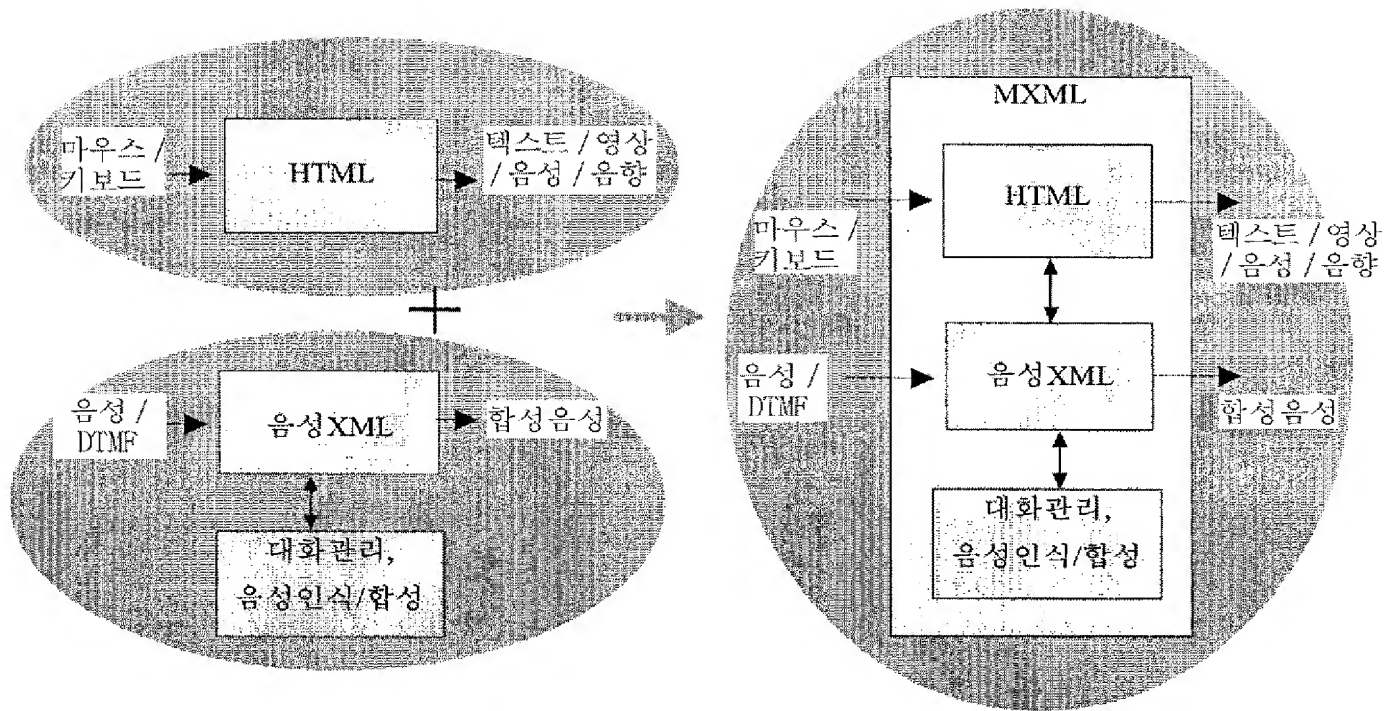 마우스 /
키보드
HTML
텍스트 / 영상
/ 음성 / 음향
음성 /
DTMF
음성XML
합성음성
대화관리,
음성인식/합성
MXML
마우스 /
키보드
HTML
텍스트 / 영상
/ 음성 / 음향
음성 /
DTMF
음성XML
합성음성
대화관리,
음성인식/합성